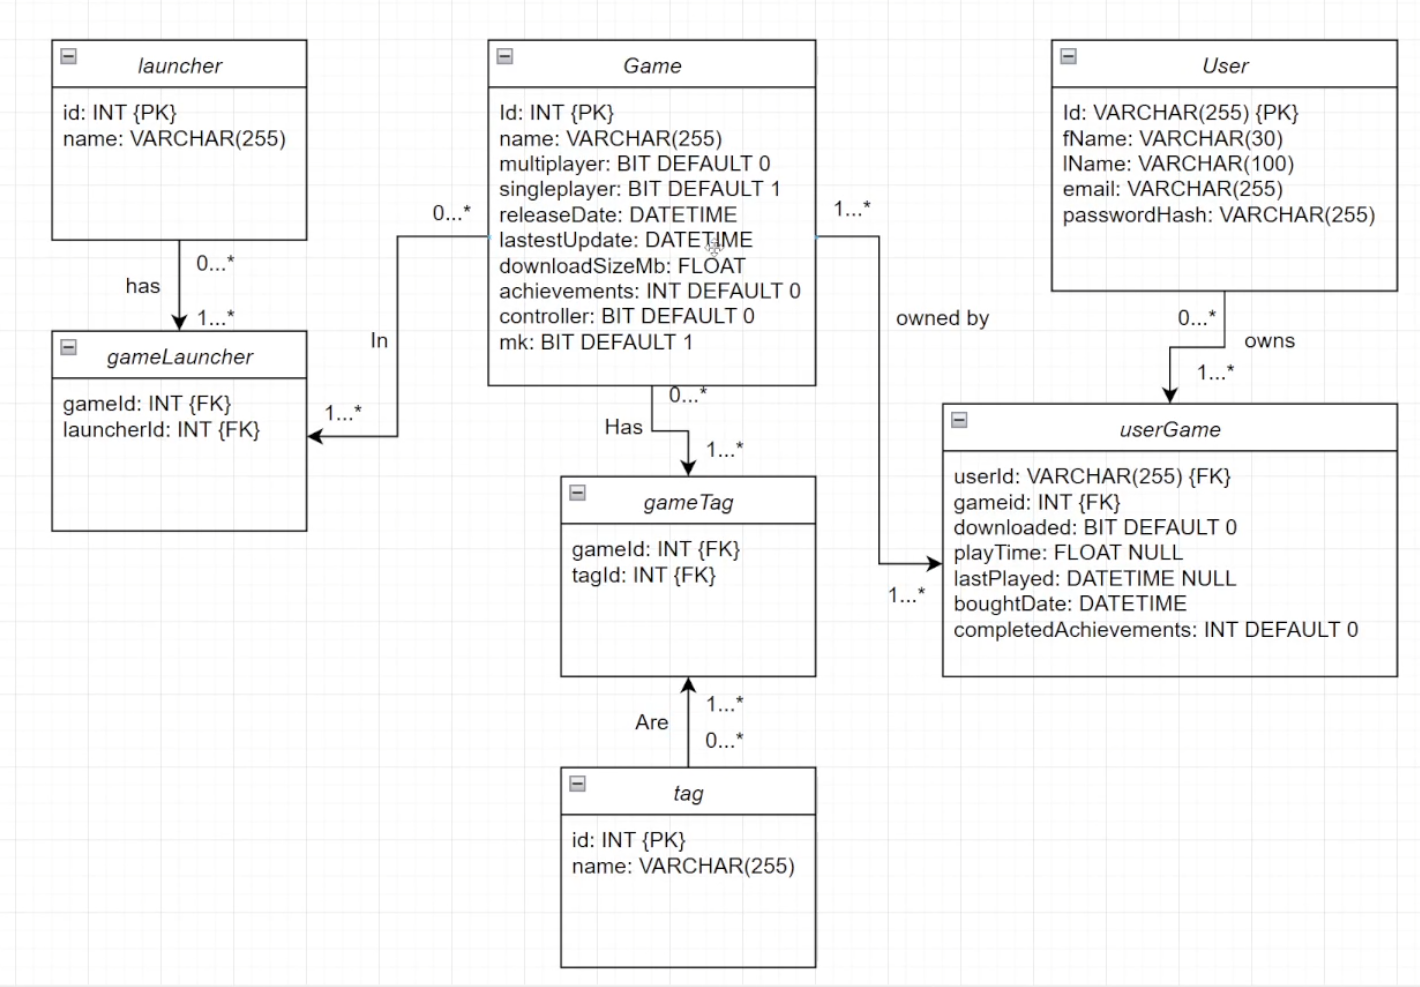 launcher
id: INT {PK}
name: VARCHAR(255)
Game
Id: INT {PK}
name: VARCHAR(255)
multiplayer: BIT DEFAULT 0
singleplayer: BIT DEFAULT 1
releaseDate: DATETIME
lastestUpdate: DATETIME
downloadSizeMb: FLOAT
achievements: INT DEFAULT 0
controller: BIT DEFAULT 0
mk: BIT DEFAULT 1
User
Id: VARCHAR(255) {PK}
fName: VARCHAR(30)
lName: VARCHAR(100)
email: VARCHAR(255)
passwordHash: VARCHAR(255)
0...*
has
1...*
0...*
In
1...*
1...*
owned by
1...*
0...*
owns
1...*
gameLauncher
gameId: INT {FK}
launcherId: INT {FK}
0...*
Has
1...*
gameTag
gameId: INT {FK}
tagId: INT {FK}
userGame
userId: VARCHAR(255) {FK}
gameid: INT {FK}
downloaded: BIT DEFAULT 0
playTime: FLOAT NULL
lastPlayed: DATETIME NULL
boughtDate: DATETIME
completedAchievements: INT DEFAULT 0
1...*
Are
0...*
tag
id: INT {PK}
name: VARCHAR(255)